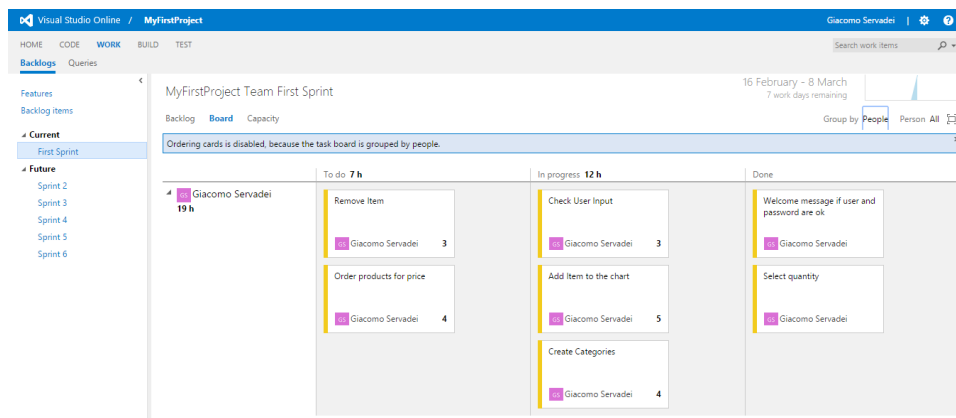 Visual Studio Online / MyFirstProject
Giacomo Servadei |
HOME CODE WORK BUILD TEST
Search work items
Backlogs Queries
Features
Backlog items
Current
First Sprint
Future
Sprint 2
Sprint 3
Sprint 4
Sprint 5
Sprint 6
MyFirstProject Team First Sprint
16 February - 8 March
7 work days remaining
Backlog Board Capacity
Group by People Person All
Ordering cards is disabled, because the task board is grouped by people.
To do 7 h
In progress 12 h
Done
GS Giacomo Servadei
19 h
Remove Item
GS Giacomo Servadei 3
Order products for price
GS Giacomo Servadei 4
Check User Input
GS Giacomo Servadei 3
Add Item to the chart
GS Giacomo Servadei 5
Create Categories
GS Giacomo Servadei 4
Welcome message if user and
password are ok
GS Giacomo Servadei
Select quantity
GS Giacomo Servadei